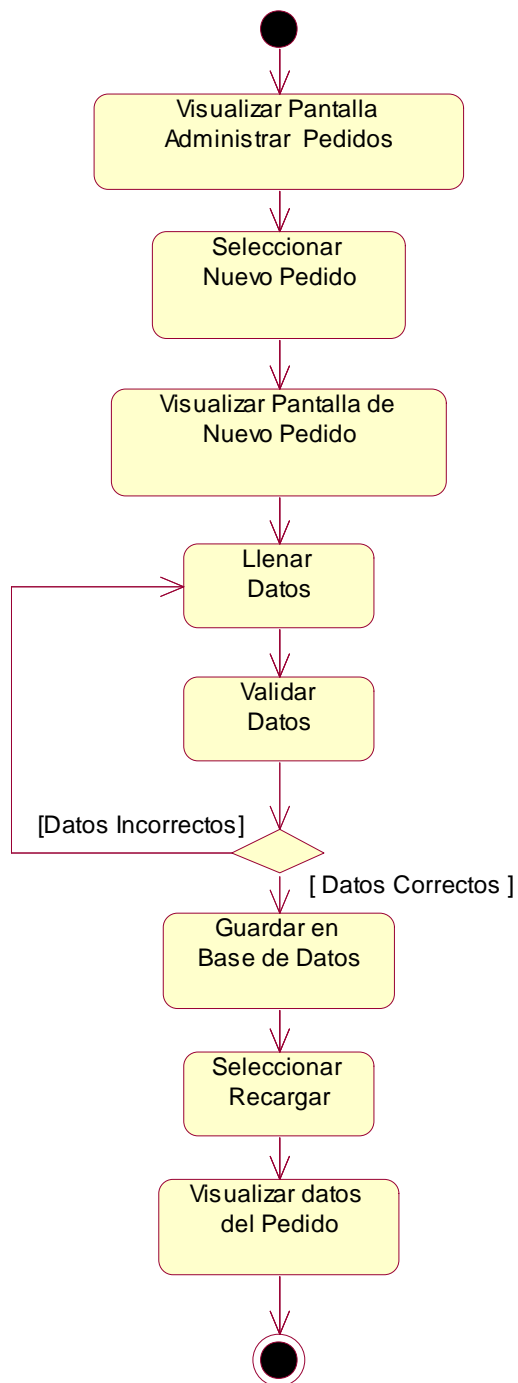 Visualizar Pantalla
Administrar Pedidos
Seleccionar
Nuevo Pedido
Visualizar Pantalla de
Nuevo Pedido
Llenar
Datos
Validar
Datos
[Datos Incorrectos]
[ Datos Correctos ]
Guardar en
Base de Datos
Seleccionar
Recargar
Visualizar datos
del Pedido